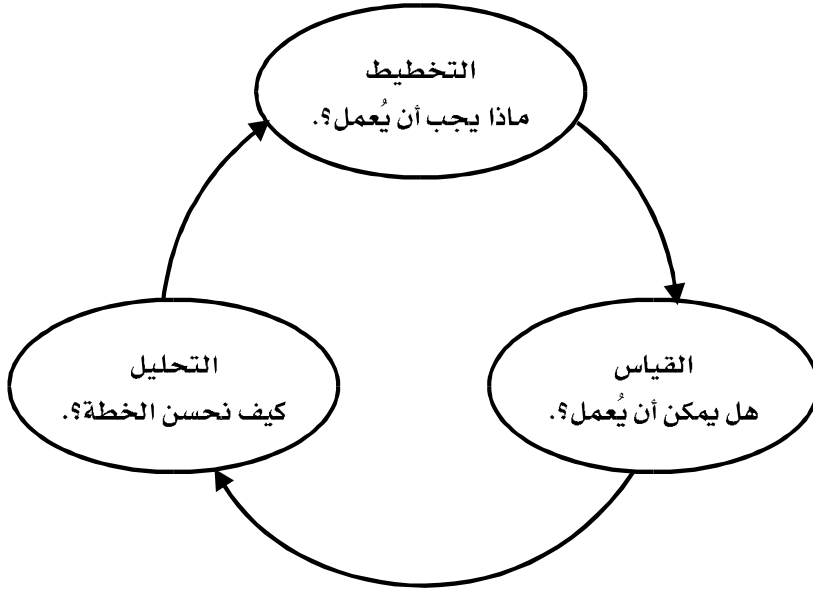 التخطيط
ماذا يجب أن يُعمل؟.
القياس
هل يمكن أن يُعمل؟.
التحليل
كيف نحسن الخطة؟.